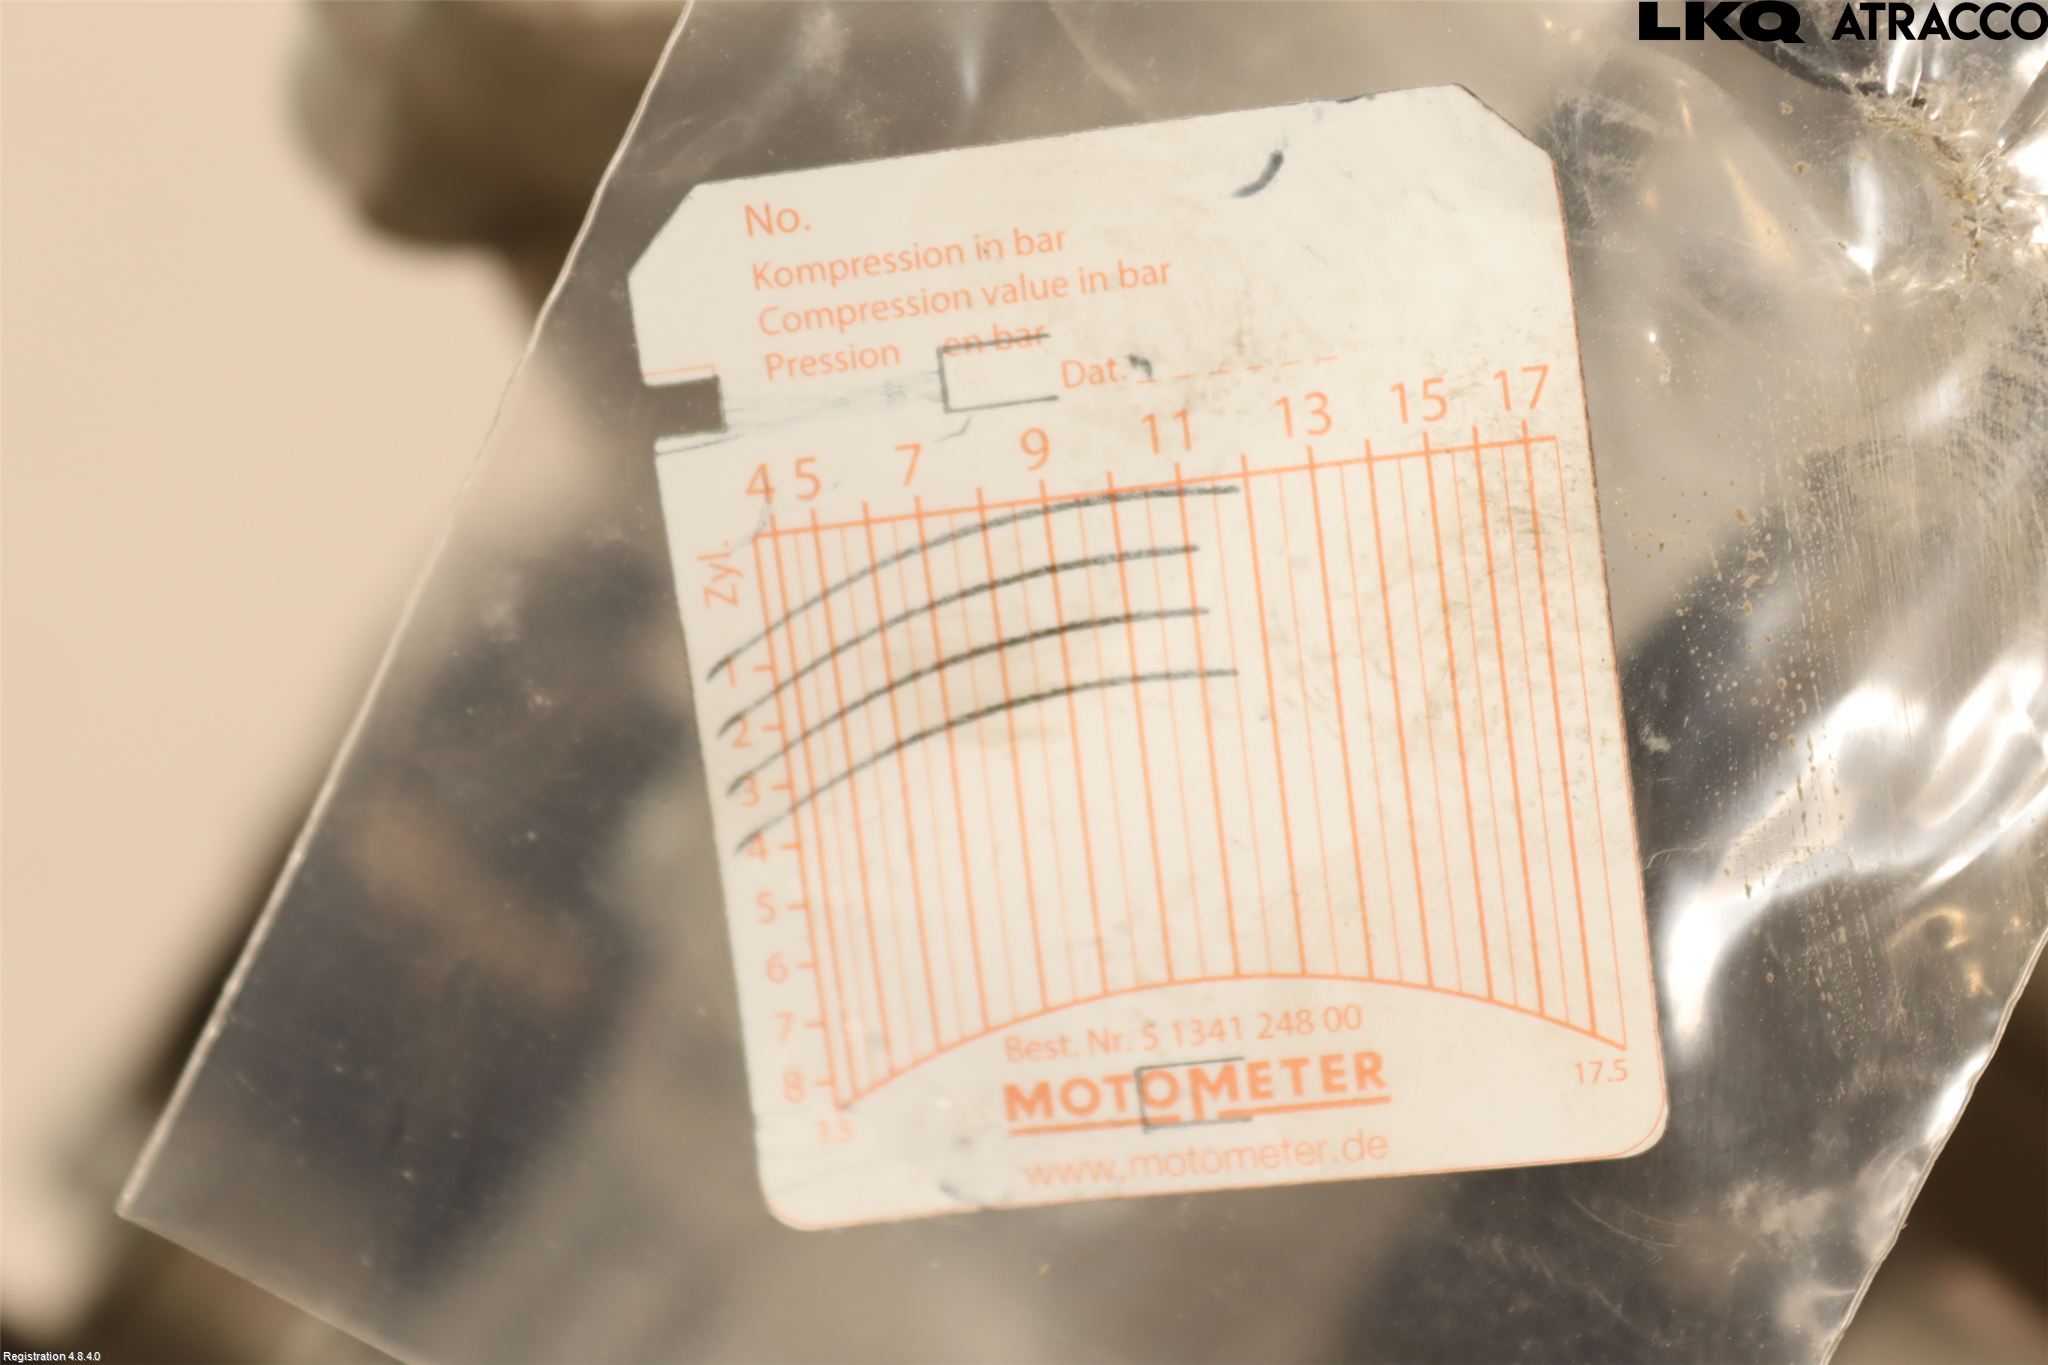 LKQ ATRACCO
No.
Kompression in bar
Compression value in bar
Pression en bar
Dat.
4 5 7 9 11 13 15 17
Zyl.
1
2
3
4
5
6
7
8
3.5
17.5
Best. Nr. 5 1341 248 00
MOTOMETER
www.motometer.de
Registration 4.8.4.0